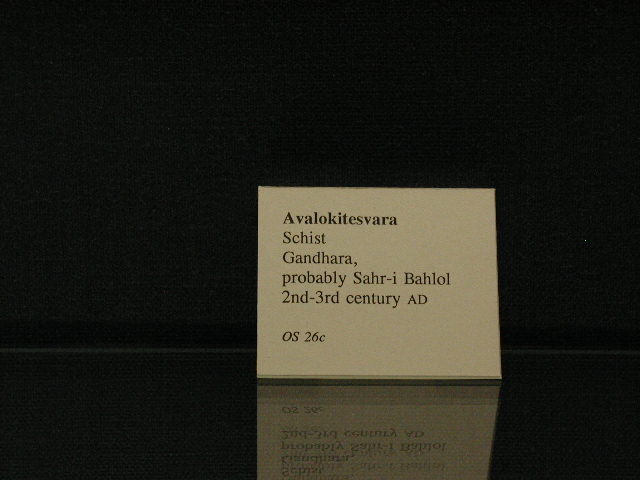 Avalokitesvara
Schist
Gandhara,
probably Sahr-i Bahlol
2nd-3rd century AD
OS 26c